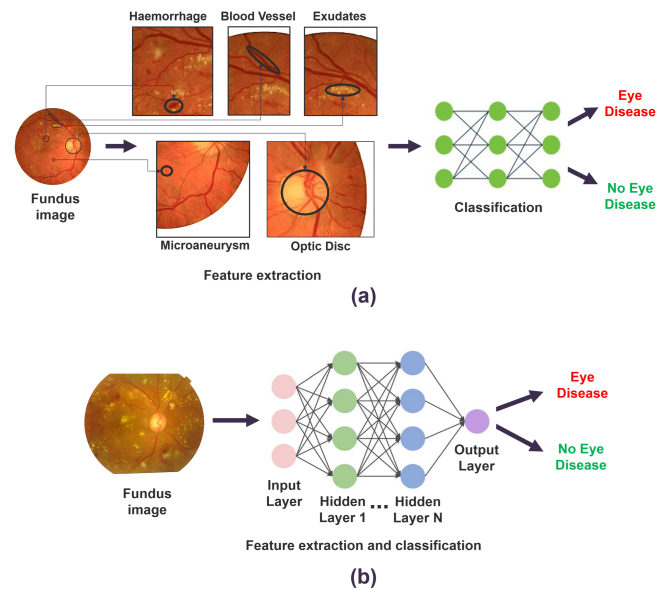 Haemorrhage
Blood Vessel
Exudates
Fundus
image
Microaneurysm
Optic Disc
Feature extraction
Classification
Eye
Disease
No Eye
Disease
(a)
Fundus
image
Input
Layer
Hidden
Layer 1
...
Hidden
Layer N
Output
Layer
Eye
Disease
No Eye
Disease
Feature extraction and classification
(b)